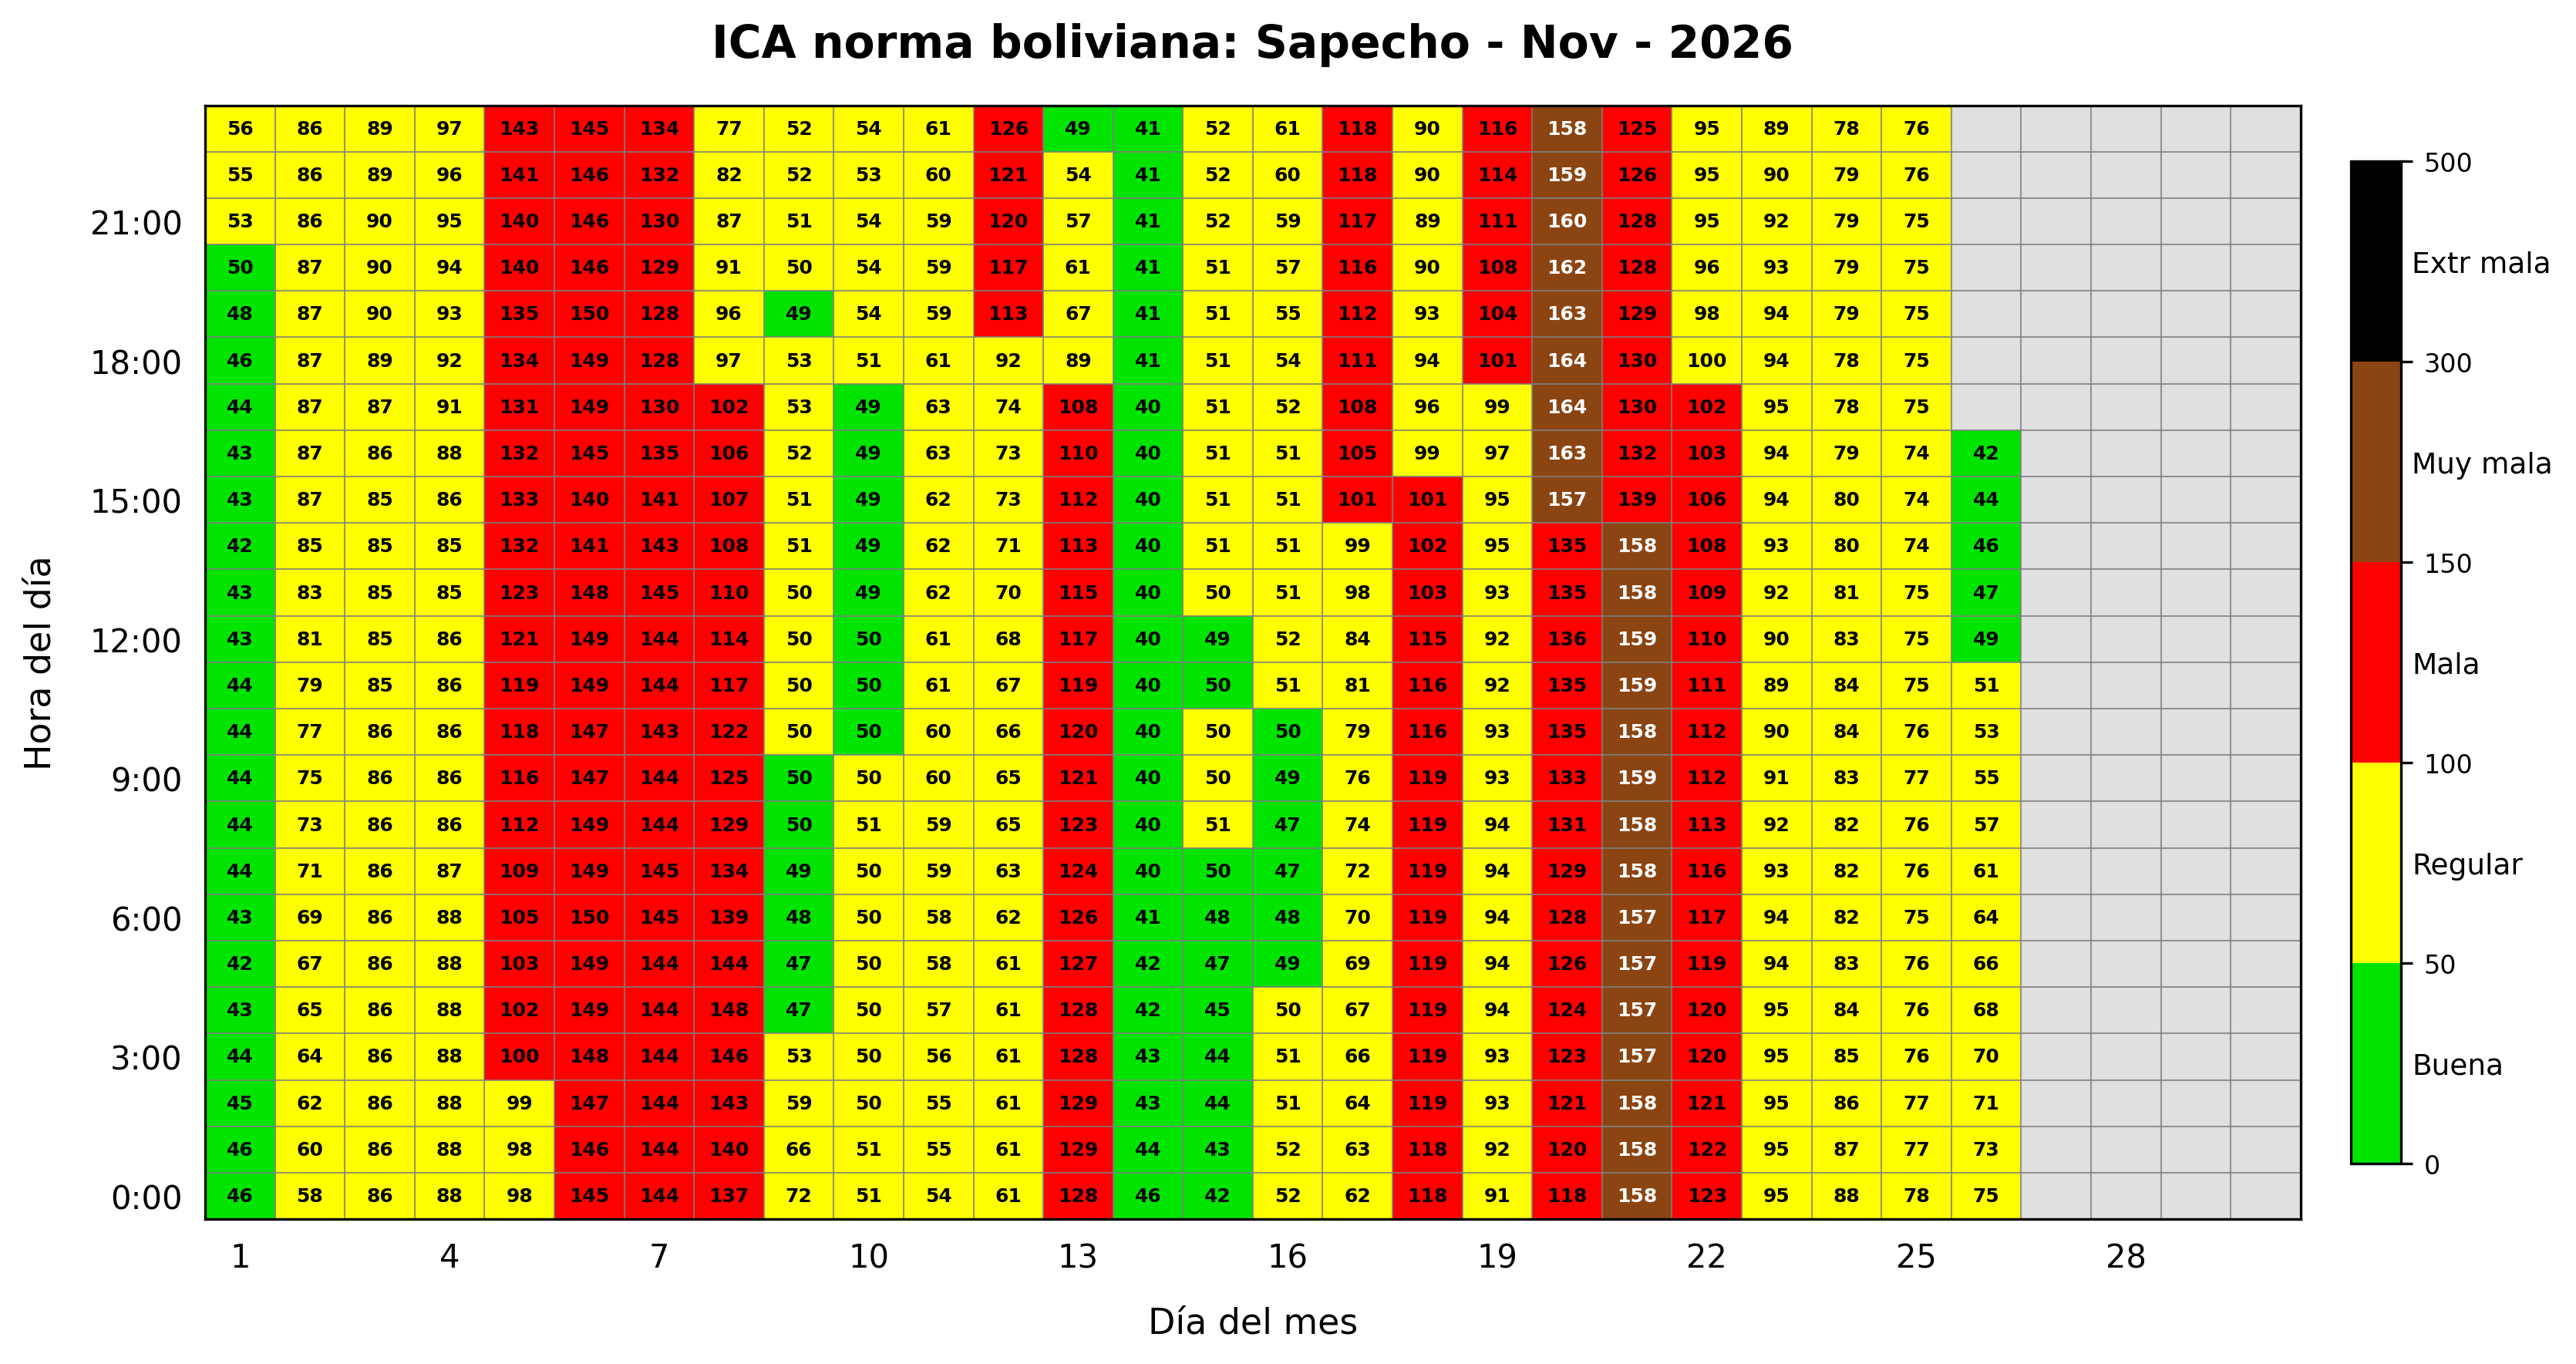 ICA norma boliviana: Sapecho - Nov - 2026
56 86 89 97 143 145 134 77 52 54 61 126 49 41 52 61 118 90 116 158 125 95 89 78 76
55 86 89 96 141 146 132 82 52 53 60 121 54 41 52 60 118 90 114 159 126 95 90 79 76
21:00 53 86 90 95 140 146 130 87 51 54 59 120 57 41 52 59 117 89 111 160 128 95 92 79 75
50 87 90 94 140 146 129 91 50 54 59 117 61 41 51 57 116 90 108 162 128 96 93 79 75
48 87 90 93 135 150 128 96 49 54 59 113 67 41 51 55 112 93 104 163 129 98 94 79 75
18:00 46 87 89 92 134 149 128 97 53 51 61 92 89 41 51 54 111 94 101 164 130 100 94 78 75
44 87 87 91 131 149 130 102 53 49 63 74 108 40 51 52 108 96 99 164 130 102 95 78 75
43 87 86 88 132 145 135 106 52 49 63 73 110 40 51 51 105 99 97 163 132 103 94 79 74 42
15:00 43 87 85 86 133 140 141 107 51 49 62 73 112 40 51 51 101 101 95 157 139 106 94 80 74 44
42 85 85 85 132 141 143 108 51 49 62 71 113 40 51 51 99 102 95 135 158 108 93 80 74 46
43 83 85 85 123 148 145 110 50 49 62 70 115 40 50 51 98 103 93 135 158 109 92 81 75 47
12:00 43 81 85 86 121 149 144 114 50 50 61 68 117 40 49 52 84 115 92 136 159 110 90 83 75 49
44 79 85 86 119 149 144 117 50 50 61 67 119 40 50 51 81 116 92 135 159 111 89 84 75 51
44 77 86 86 118 147 143 122 50 50 60 66 120 40 50 50 79 116 93 135 158 112 90 84 76 53
9:00 44 75 86 86 116 147 144 125 50 50 60 65 121 40 50 49 76 119 93 133 159 112 91 83 77 55
44 73 86 86 112 149 144 129 50 51 59 65 123 40 51 47 74 119 94 131 158 113 92 82 76 57
44 71 86 87 109 149 145 134 49 50 59 63 124 40 50 47 72 119 94 129 158 116 93 82 76 61
6:00 43 69 86 88 105 150 145 139 48 50 58 62 126 41 48 48 70 119 94 128 157 117 94 82 75 64
42 67 86 88 103 149 144 144 47 50 58 61 127 42 47 49 69 119 94 126 157 119 94 83 76 66
43 65 86 88 102 149 144 148 47 50 57 61 128 42 45 50 67 119 94 124 157 120 95 84 76 68
3:00 44 64 86 88 100 148 144 146 53 50 56 61 128 43 44 51 66 119 93 123 157 120 95 85 76 70
45 62 86 88 99 147 144 143 59 50 55 61 129 43 44 51 64 119 93 121 158 121 95 86 77 71
46 60 86 88 98 146 144 140 66 51 55 61 129 44 43 52 63 118 92 120 158 122 95 87 77 73
0:00 46 58 86 88 98 145 144 137 72 51 54 61 128 46 42 52 62 118 91 118 158 123 95 88 78 75
1 4 7 10 13 16 19 22 25 28
Día del mes
Hora del día
500
Extr mala
300
Muy mala
150
Mala
100
Regular
50
Buena
0